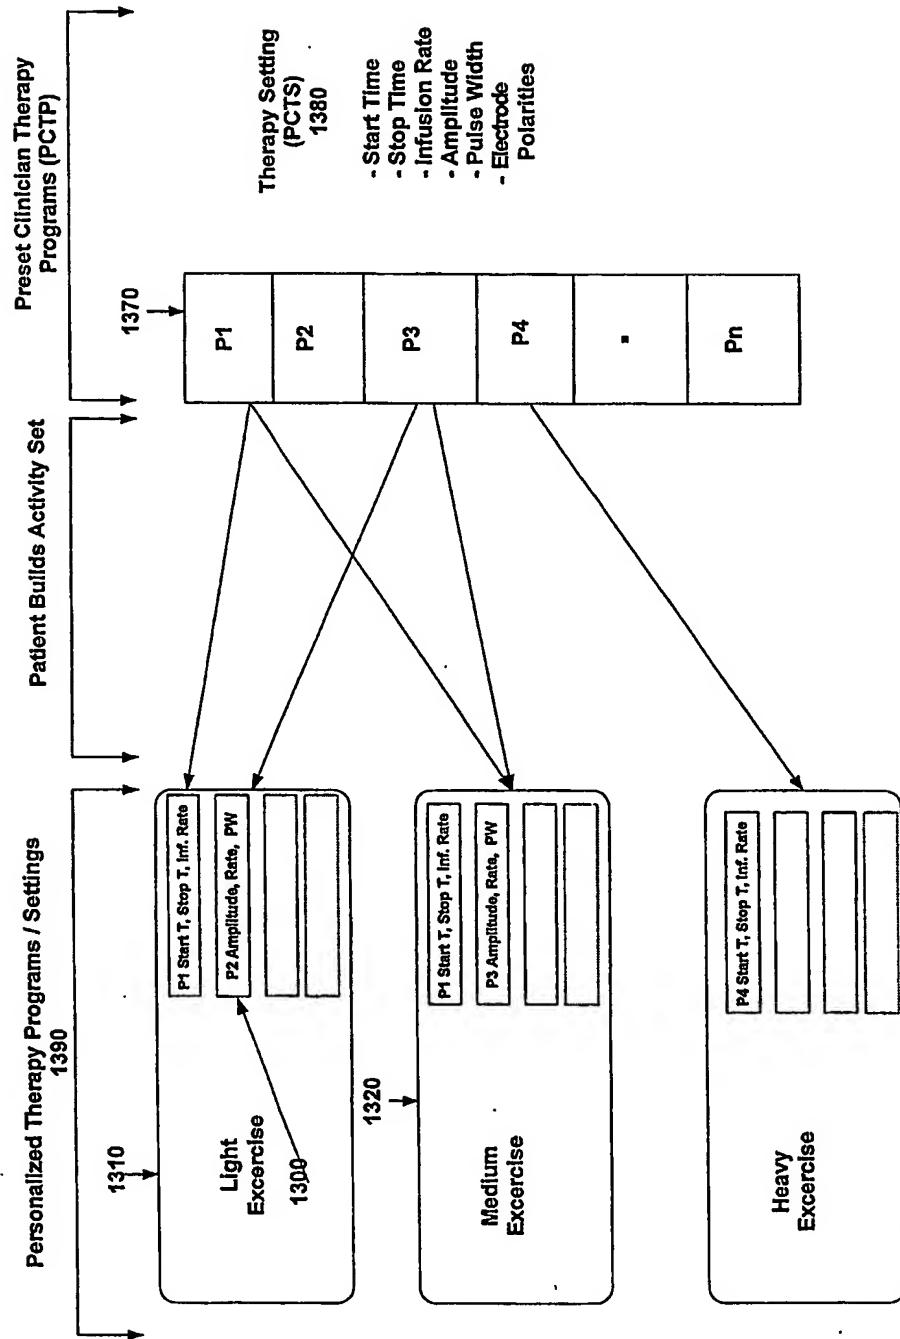 Personalized Therapy Programs / Settings
1390
Patient Builds Activity Set
Preset Clinician Therapy
Programs (PCTP)
1310
Light
Excercise
1300
P1 Start T, Stop T, Inf. Rate
P2 Amplitude, Rate, PW
1320
Medium
Excercise
P1 Start T, Stop T, Inf. Rate
P3 Amplitude, Rate, PW
Heavy
Excercise
P4 Start T, Stop T, Inf. Rate
1370
P1
P2
P3
P4
Pn
Therapy Setting
(PCTS)
1380
- Start Time
- Stop Time
- Infusion Rate
- Amplitude
- Pulse Width
- Electrode
Polarities